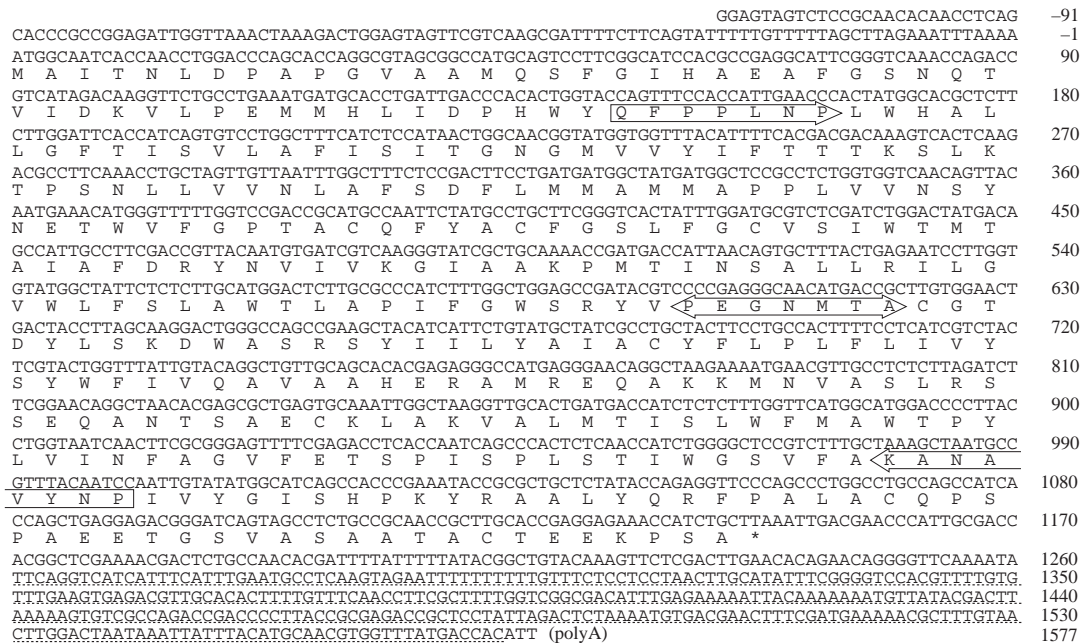 GGAGTAGTCTCCGCAACACAACCTCAG –91
CACCCGCCGGAGATTGGTTAAACTAAAGACTGGAGTAGTTCGTCAAGCGATTTTCTTCAGTATTTTTGTTTTTAGCTTAGAAATTTAAAA –1
ATGGCAATCACCAACCTGGACCCAGCACCAGGCGTAGCGGCCATGCAGTCCTTCGGCATCCACGCCGAGGCATTCGGGTCAAACCAGACC 90
M A I T N L D P A P G V A A M Q S F G I H A E A F G S N Q T
GTCATAGACAAGGTTCTGCCTGAAATGATGCACCTGATTGACCCACACTGGTACCAGTTTCCACCATTGAACCCACTATGGCACGCTCTT 180
V I D K V L P E M M H L I D P H W Y Q F P P L N P L W H A L
CTTGGATTCACCATCAGTGTCCTGGCTTTCATCTCCATAACTGGCAACGGTATGGTGGTTTACATTTTCACGACGACAAAGTCACTCAAG 270
L G F T I S V L A F I S I T G N G M V V Y I F T T T K S L K
ACGCCTTCAAACCTGCTAGTTGTTAATTTGGCTTTCTCCGACTTCCTGATGATGGCTATGATGGCTCCGCCTCTGGTGGTCAACAGTTAC 360
T P S N L L V V N L A F S D F L M M A M M A P P L V V N S Y
AATGAAACATGGGTTTTTGGTCCGACCGCATGCCAATTCTATGCCTGCTTCGGGTCACTATTTGGATGCGTCTCGATCTGGACTATGACA 450
N E T W V F G P T A C Q F Y A C F G S L F G C V S I W T M T
GCCATTGCCTTCGACCGTTACAATGTGATCGTCAAGGGTATCGCTGCAAAACCGATGACCATTAACAGTGCTTTACTGAGAATCCTTGGT 540
A I A F D R Y N V I V K G I A A K P M T I N S A L L R I L G
GTATGGCTATTCTCTCTTGCATGGACTCTTGCGCCCATCTTTGGCTGGAGCCGATACGTCCCCGAGGGCAACATGACCGCTTGTGGAACT 630
V W L F S L A W T L A P I F G W S R Y V P E G N M T A C G T
GACTACCTTAGCAAGGACTGGGCCAGCCGAAGCTACATCATTCTGTATGCTATCGCCTGCTACTTCCTGCCACTTTTCCTCATCGTCTAC 720
D Y L S K D W A S R S Y I I L Y A I A C Y F L P L F L I V Y
TCGTACTGGTTTATTGTACAGGCTGTTGCAGCACACGAGAGGGCCATGAGGGAACAGGCTAAGAAAATGAACGTTGCCTCTCTTAGATCT 810
S Y W F I V Q A V A A H E R A M R E Q A K K M N V A S L R S
TCGGAACAGGCTAACACGAGCGCTGAGTGCAAATTGGCTAAGGTTGCACTGATGACCATCTCTCTTTGGTTCATGGCATGGACCCCTTAC 900
S E Q A N T S A E C K L A K V A L M T I S L W F M A W T P Y
CTGGTAATCAACTTCGCGGGAGTTTTCGAGACCTCACCAATCAGCCCACTCTCAACCATCTGGGGCTCCGTCTTTGCTAAAGCTAATGCC 990
L V I N F A G V F E T S P I S P L S T I W G S V F A K A N A
GTTTACAATCCAATTGTATATGGCATCAGCCACCCGAAATACCGCGCTGCTCTATACCAGAGGTTCCCAGCCCTGGCCTGCCAGCCATCA 1080
V Y N P I V Y G I S H P K Y R A A L Y Q R F P A L A C Q P S
CCAGCTGAGGAGACGGGATCAGTAGCCTCTGCCGCAACCGCTTGCACCGAGGAGAAACCATCTGCTTAAATTGACGAACCCATTGCGACC 1170
P A E E T G S V A S A A T A C T E E K P S A *
ACGGCTCGAAAACGACTCTGCCAACACGATTTTATTTTTATACGGCTGTACAAAGTTCTCGACTTGAACACAGAACAGGGGTTCAAAATA 1260
TTCAGGTCATCATTTCATTTGAATGCCTCAAGTAGAATTTTTTTTTTGTTTCTCCTCCTAACTTGCATATTTCGGGGTCCACGTTTTGTG 1350
TTTGAAGTGAGACGTTGCACACTTTTGTTTCAACCTTCGCTTTTGGTCGGCGACATTTGAGAAAAATTACAAAAAAATGTTATACGACTT 1440
AAAAAGTGTCGCCAGACCGACCCCTTACCGCGAGACCGCTCCTATTAGACTCTAAAATGTGACGAACTTTCGATGAAAAACGCTTTGTAA 1530
CTTGGACTAATAAATTATTTACATGCAACGTGGTTTATGACCACATT (polyA) 1577